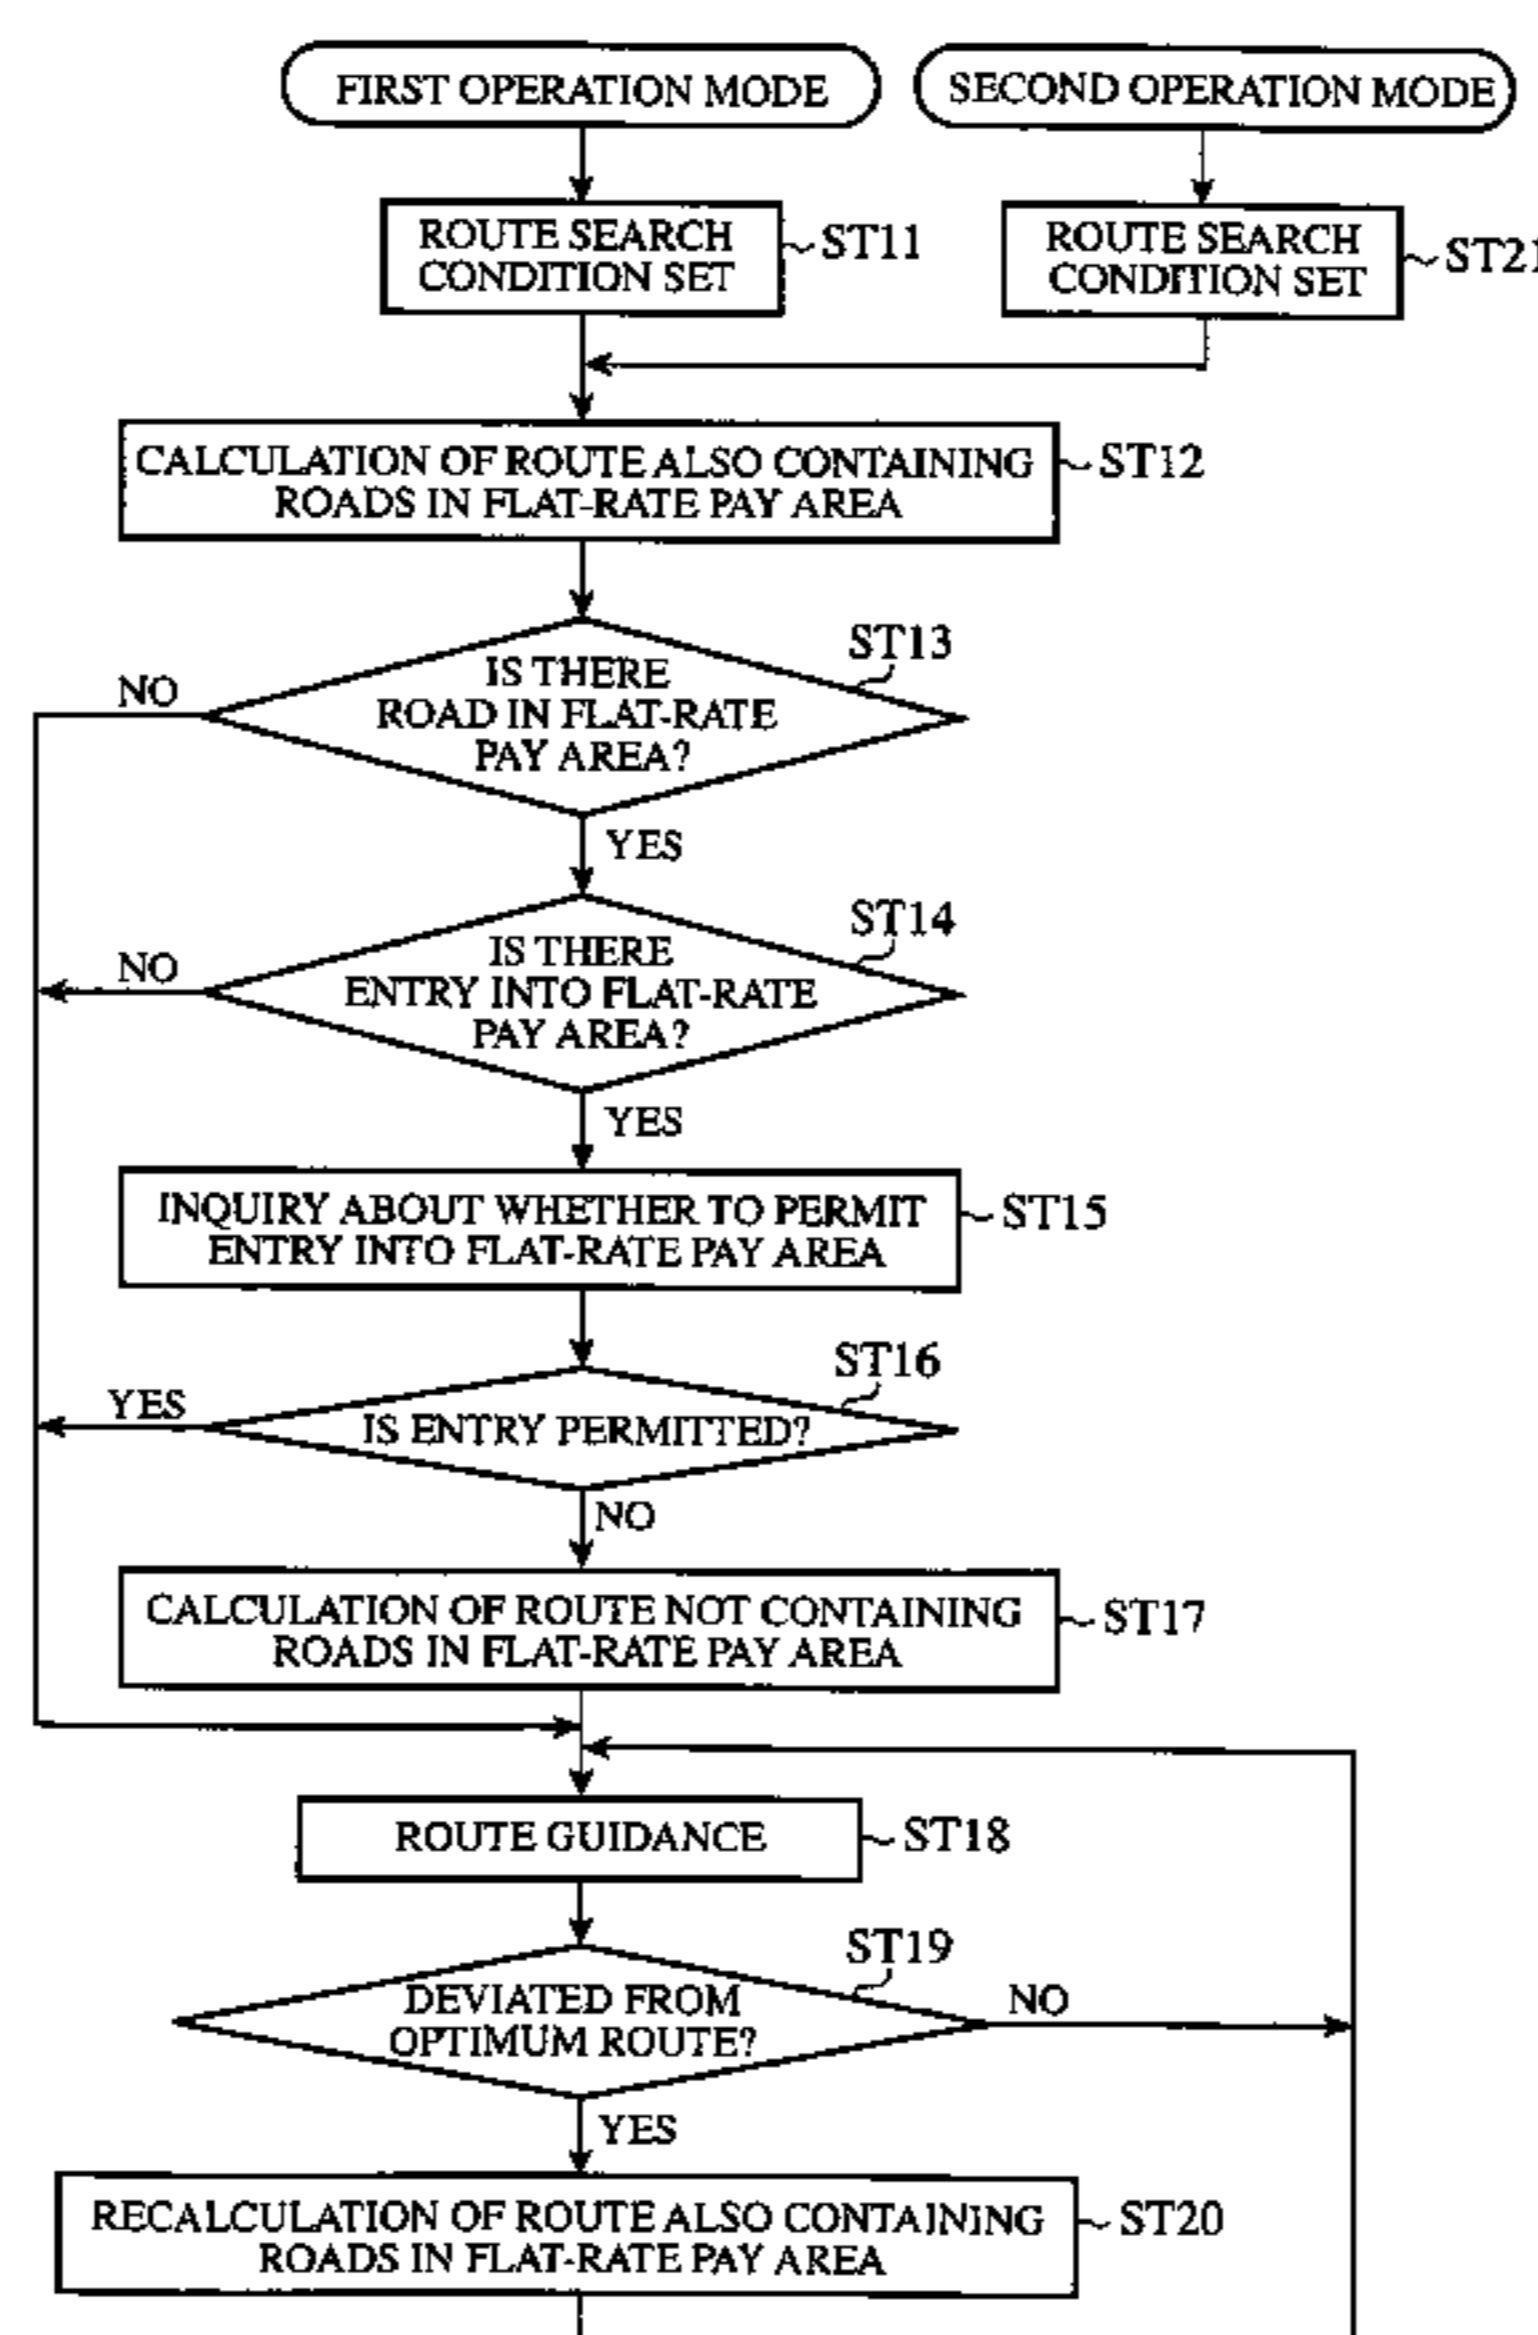 FIRST OPERATION MODE
SECOND OPERATION MODE
ROUTE SEARCH
CONDITION SET
ST11
ROUTE SEARCH
CONDITION SET
ST21
CALCULATION OF ROUTE ALSO CONTAINING
ROADS IN FLAT-RATE PAY AREA
ST12
ST13
IS THERE
ROAD IN FLAT-RATE
PAY AREA?
NO
YES
ST14
IS THERE
ENTRY INTO FLAT-RATE
PAY AREA?
NO
YES
INQUIRY ABOUT WHETHER TO PERMIT
ENTRY INTO FLAT-RATE PAY AREA
ST15
ST16
YES
IS ENTRY PERMITTED?
NO
CALCULATION OF ROUTE NOT CONTAINING
ROADS IN FLAT-RATE PAY AREA
ST17
ROUTE GUIDANCE
ST18
ST19
DEVIATED FROM
OPTIMUM ROUTE?
NO
YES
RECALCULATION OF ROUTE ALSO CONTAINING
ROADS IN FLAT-RATE PAY AREA
ST20